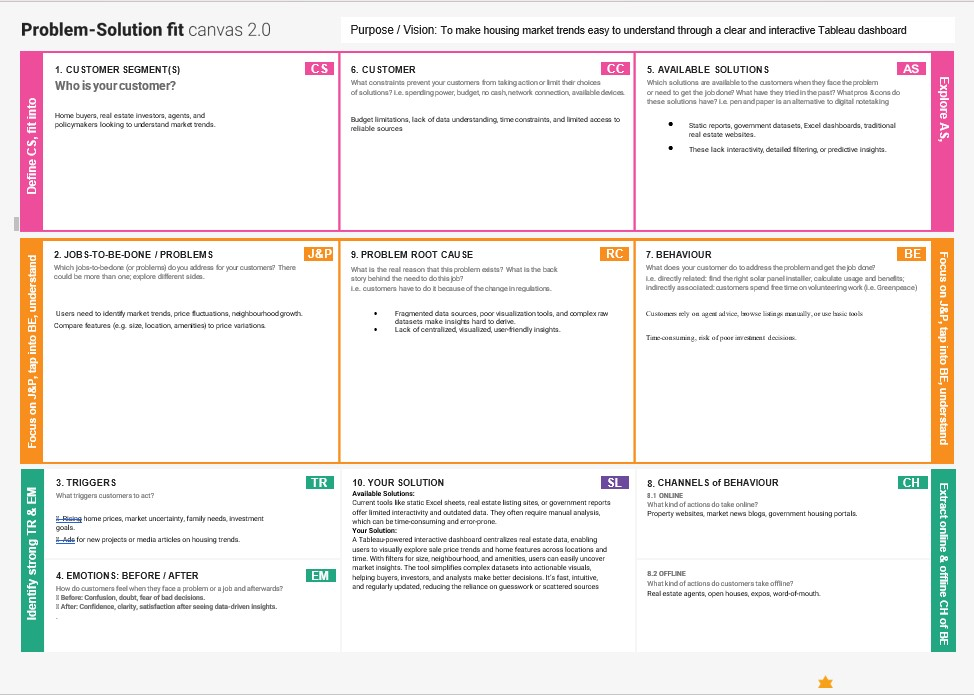 Problem-Solution fit canvas 2.0
Purpose / Vision: To make housing market trends easy to understand through a clear and interactive Tableau dashboard
Define CS, fit into
1. CUSTOMER SEGMENT(S)
CS
Who is your customer?
Home buyers, real estate investors, agents, and
policymakers looking to understand market trends.
6. CUSTOMER
CC
What constraints prevent your customers from taking action or limit their choices
of solutions? i.e. spending power, budget, no cash, network connection, available devices.
Budget limitations, lack of data understanding, time constraints, and limited access to
reliable sources
5. AVAILABLE SOLUTIONS
AS
Which solutions are available to the customers when they face the problem
or need to get the job done? What have they tried in the past? What pros & cons do
these solutions have? i.e. pen and paper is an alternative to digital notetaking
• Static reports, government datasets, Excel dashboards, traditional
real estate websites.
• These lack interactivity, detailed filtering, or predictive insights.
Explore AS,
Focus on J&P, tap into BE, understand
2. JOBS-TO-BE-DONE / PROBLEMS
J&P
Which jobs-to-be-done (or problems) do you address for your customers? There
could be more than one; explore different sides.
Users need to identify market trends, price fluctuations, neighbourhood growth.
Compare features (e.g. size, location, amenities) to price variations.
9. PROBLEM ROOT CAUSE
RC
What is the real reason that this problem exists? What is the back
story behind the need to do this job?
i.e. customers have to do it because of the change in regulations.
• Fragmented data sources, poor visualization tools, and complex raw
datasets make insights hard to derive.
• Lack of centralized, visualized, user-friendly insights.
7. BEHAVIOUR
BE
What does your customer do to address the problem and get the job done?
i.e. directly related: find the right solar panel installer, calculate usage and benefits;
indirectly associated: customers spend free time on volunteering work (i.e. Greenpeace)
Customers rely on agent advice, browse listings manually, or use basic tools
Time-consuming, risk of poor investment decisions.
Focus on J&P, tap into BE, understand
Identify strong TR & EM
3. TRIGGERS
TR
What triggers customers to act?
Rising home prices, market uncertainty, family needs, investment
goals.
Ads for new projects or media articles on housing trends.
4. EMOTIONS: BEFORE / AFTER
EM
How do customers feel when they face a problem or a job and afterwards?
Before: Confusion, doubt, fear of bad decisions.
After: Confidence, clarity, satisfaction after seeing data-driven insights.
.
10. YOUR SOLUTION
SL
Available Solutions:
Current tools like static Excel sheets, real estate listing sites, or government reports
offer limited interactivity and outdated data. They often require manual analysis,
which can be time-consuming and error-prone.
Your Solution:
A Tableau-powered interactive dashboard centralizes real estate data, enabling
users to visually explore sale price trends and home features across locations and
time. With filters for size, neighbourhood, and amenities, users can easily uncover
market insights. The tool simplifies complex datasets into actionable visuals,
helping buyers, investors, and analysts make better decisions. It's fast, intuitive,
and regularly updated, reducing the reliance on guesswork or scattered sources
8. CHANNELS of BEHAVIOUR
CH
8.1 ONLINE
What kind of actions do customers take online?
Property websites, market news blogs, government housing portals.
8.2 OFFLINE
What kind of actions do customers take offline?
Real estate agents, open houses, expos, word-of-mouth.
Extract online & offline CH of BE